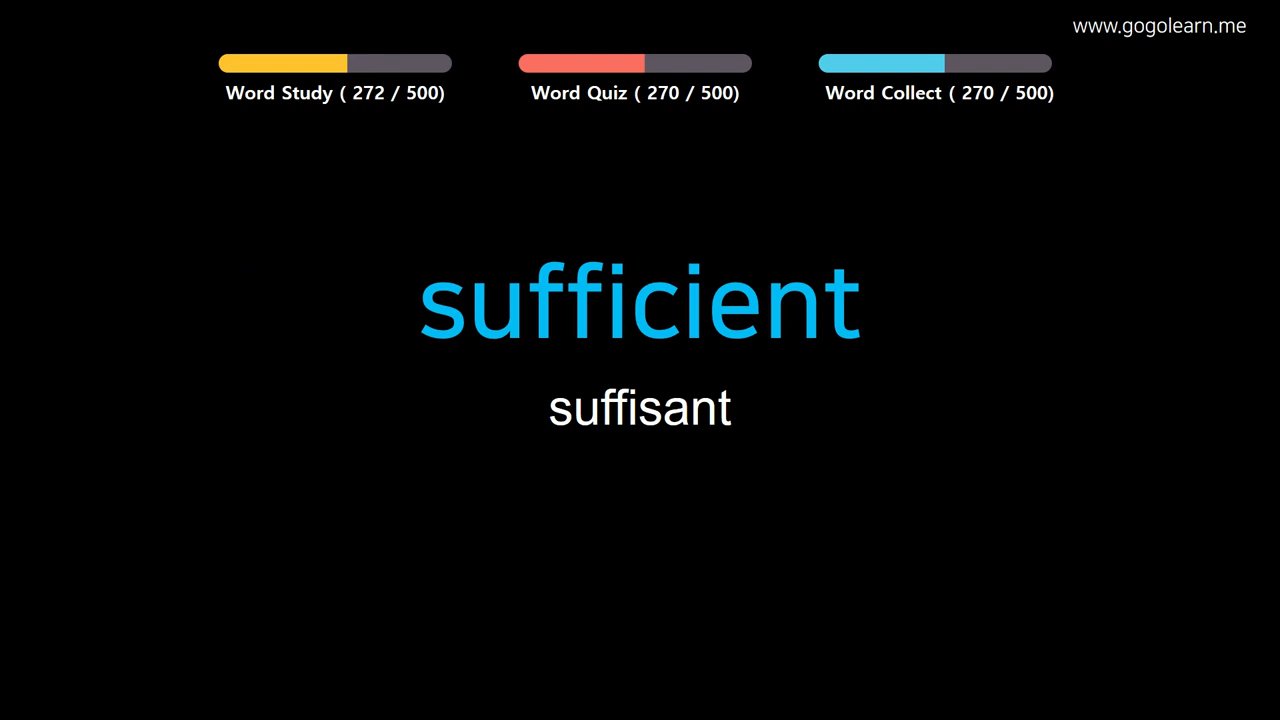 www.gogolearn.me
Word Study ( 272 / 500)
Word Quiz ( 270 / 500)
Word Collect ( 270 / 500)
sufficient
suffisant